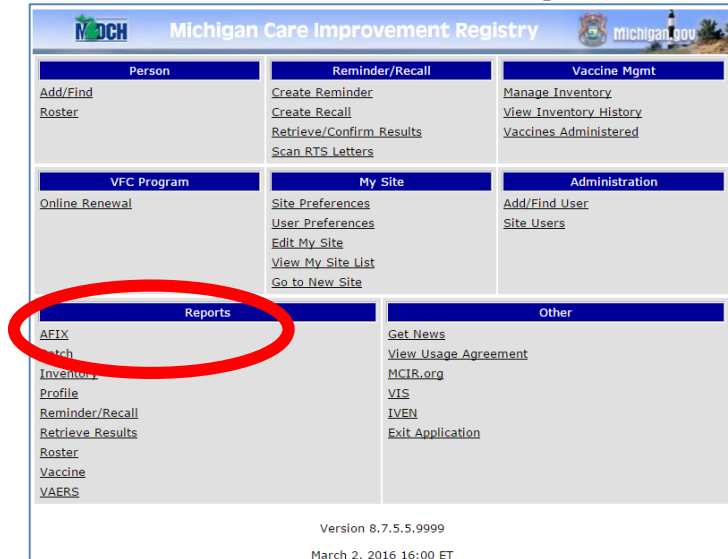 MDCH Michigan Care Improvement Registry Michigan.gov
Person
Add/Find
Roster
Reminder/Recall
Create Reminder
Create Recall
Retrieve/Confirm Results
Scan RTS Letters
Vaccine Mgmt
Manage Inventory
View Inventory History
Vaccines Administered
VFC Program
Online Renewal
My Site
Site Preferences
User Preferences
Edit My Site
View My Site List
Go to New Site
Administration
Add/Find User
Site Users
Reports
AFIX
Batch
Inventory
Profile
Reminder/Recall
Retrieve Results
Roster
Vaccine
VAERS
Other
Get News
View Usage Agreement
MCIR.org
VIS
IVEN
Exit Application
Version 8.7.5.5.9999
March 2, 2016 16:00 ET